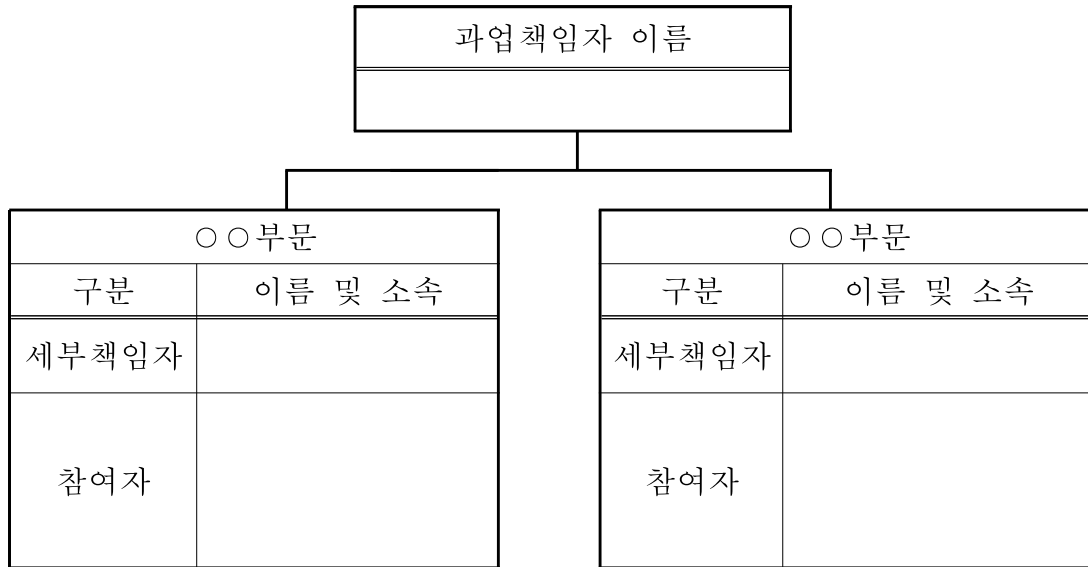 과업책임자 이름
○○부문
구분 이름 및 소속
세부책임자
참여자
○○부문
구분 이름 및 소속
세부책임자
참여자